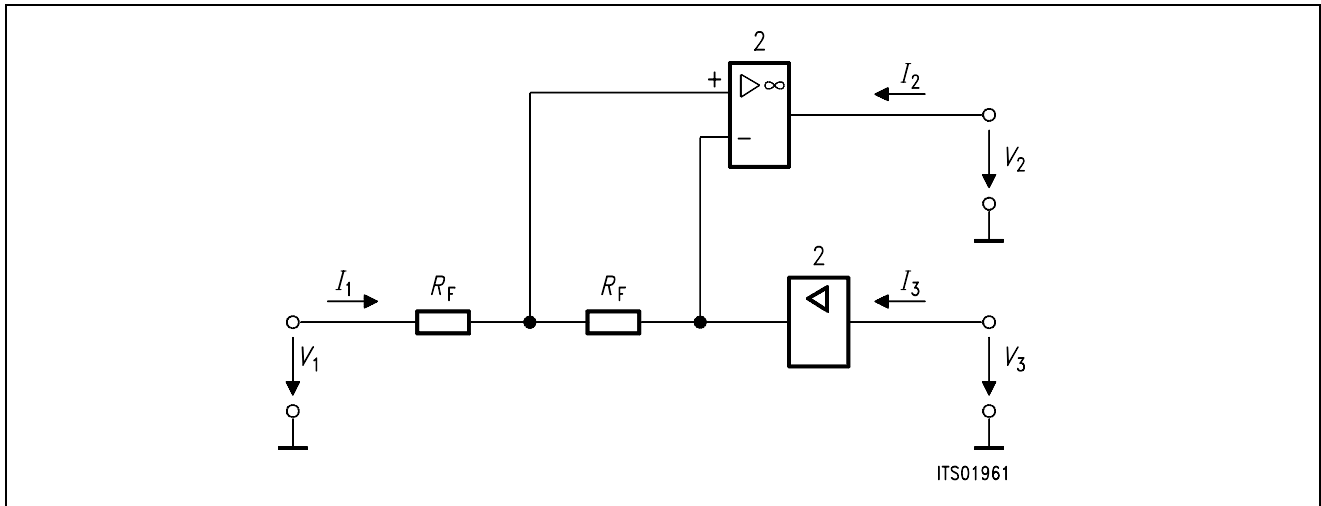 2
+ ∞ I2
−
V2
2
I1 RF RF I3
V1 V3
ITS01961